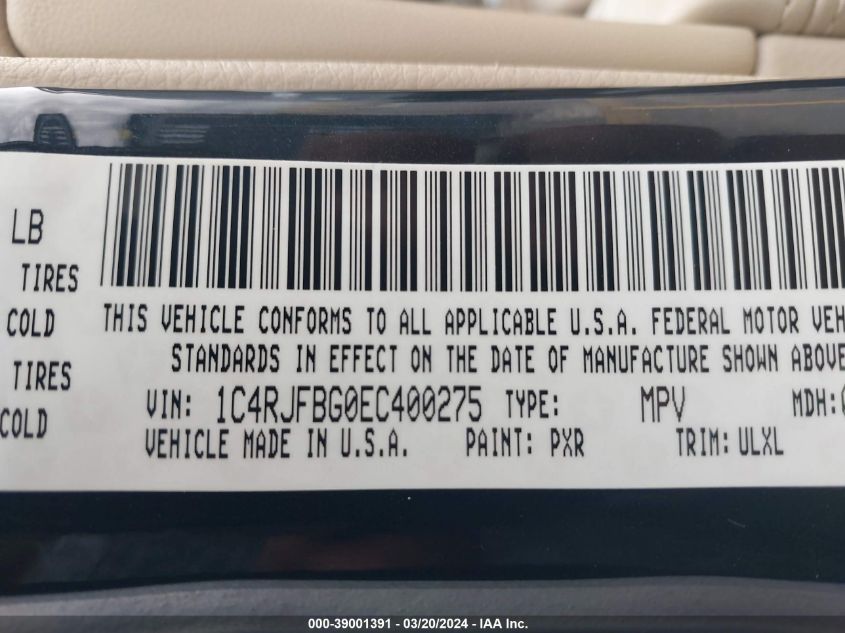 LB
TIRES
COLD THIS VEHICLE CONFORMS TO ALL APPLICABLE U.S.A. FEDERAL MOTOR VEH
STANDARDS IN EFFECT ON THE DATE OF MANUFACTURE SHOWN ABOVE
TIRES
VIN: 1C4RJFBG0EC400275 TYPE: MPV MDH:
COLD
VEHICLE MADE IN U.S.A. PAINT: PXR TRIM: ULXL
000-39001391 — 03/20/2024 — IAA Inc.